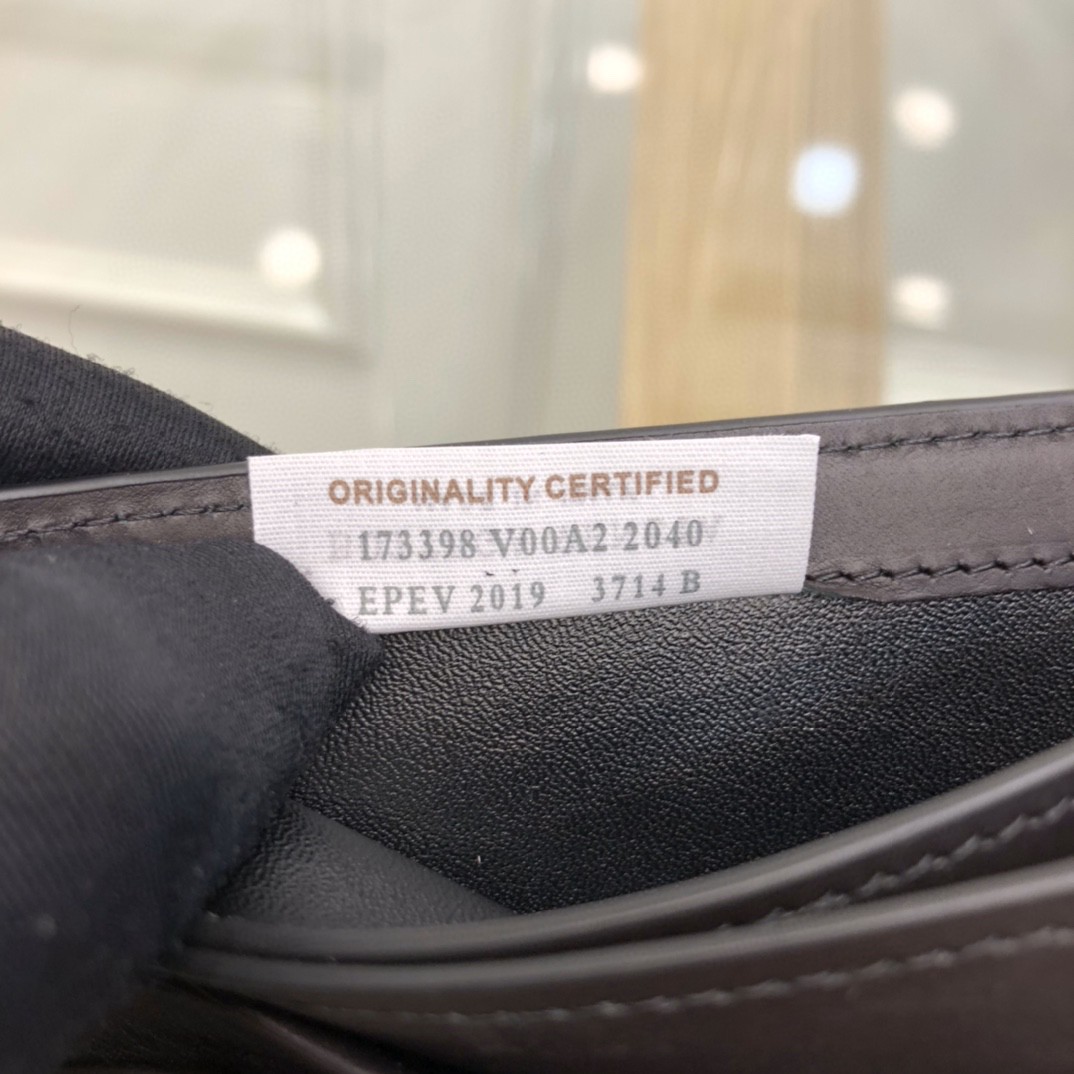 ORIGINALITY CERTIFIED
173398 V00A2 2040
EPEV 2019 3714 B